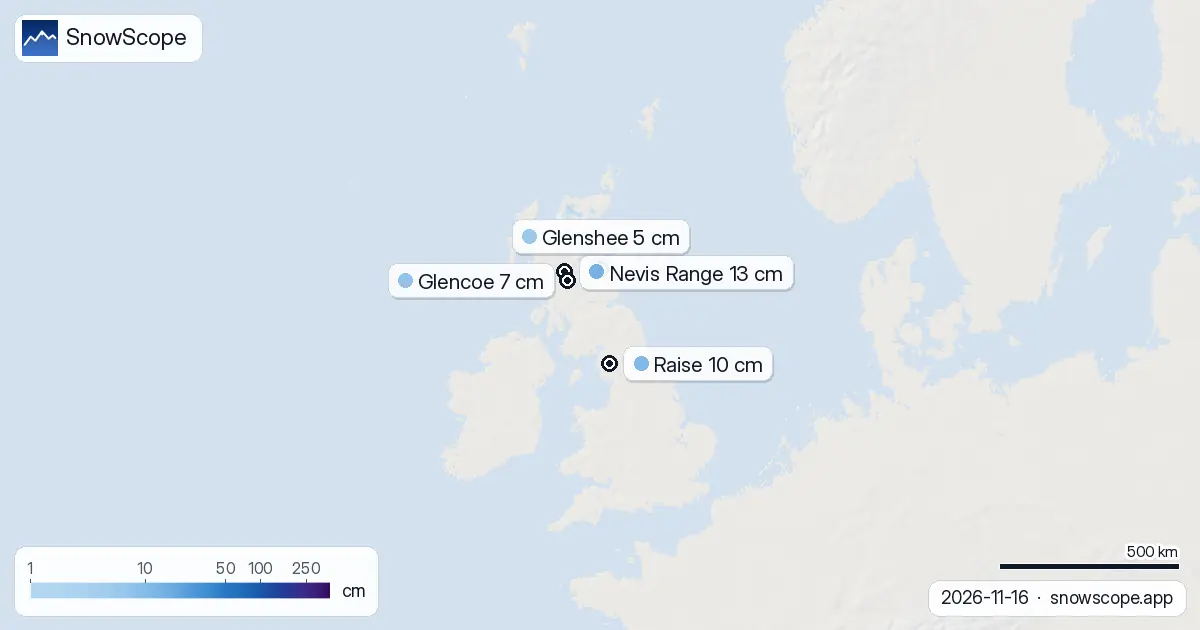 SnowScope
Glenshee 5 cm
Nevis Range 13 cm
Glencoe 7 cm
Raise 10 cm
1 10 50 100 250
cm
500 km
2026-11-16 · snowscope.app